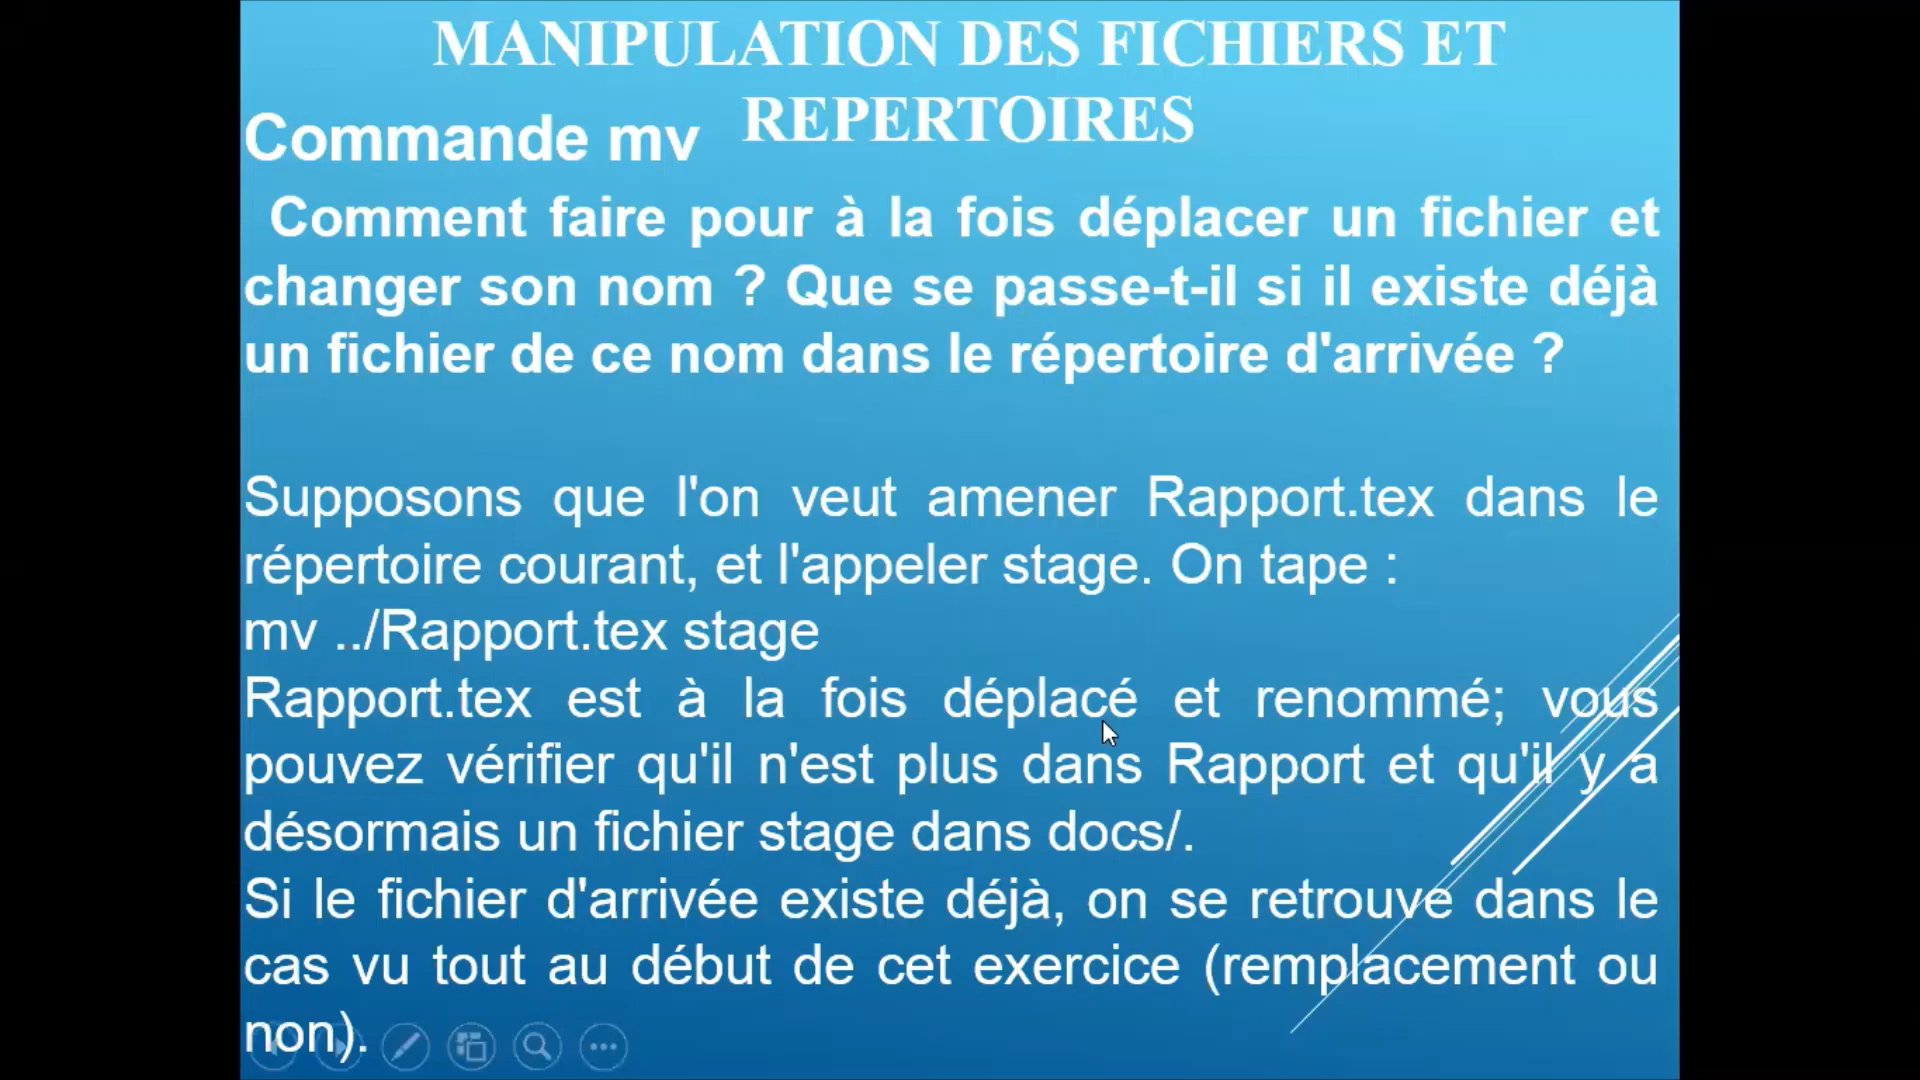 MANIPULATION DES FICHIERS ET
REPERTOIRES
Commande mv
Comment faire pour à la fois déplacer un fichier et
changer son nom ? Que se passe-t-il si il existe déjà
un fichier de ce nom dans le répertoire d'arrivée ?
Supposons que l'on veut amener Rapport.tex dans le
répertoire courant, et l'appeler stage. On tape :
mv ../Rapport.tex stage
Rapport.tex est à la fois déplacé et renommé; vous
pouvez vérifier qu'il n'est plus dans Rapport et qu'il y a
désormais un fichier stage dans docs/.
Si le fichier d'arrivée existe déjà, on se retrouve dans le
cas vu tout au début de cet exercice (remplacement ou
non).